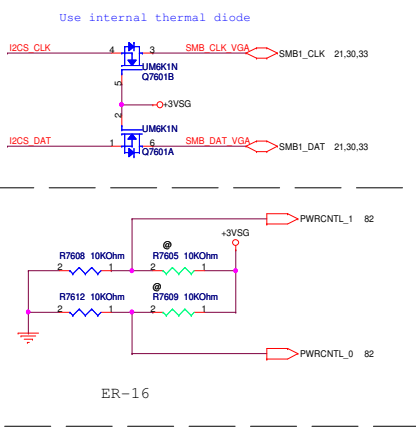 Use internal thermal diode
I2CS_CLK 4 3 SMB_CLK_VGA SMB1_CLK 21,30,33
UM6K1N
Q7601B
5
+3VSG
2
UM6K1N
I2CS_DAT 1 6 SMB_DAT_VGA SMB1_DAT 21,30,33
Q7601A
PWRCNTL_1 82
+3VSG
@
R7608 10KOhm R7605 10KOhm
2 1 2 1
@
R7612 10KOhm R7609 10KOhm
2 1 2 1
PWRCNTL_0 82
ER-16